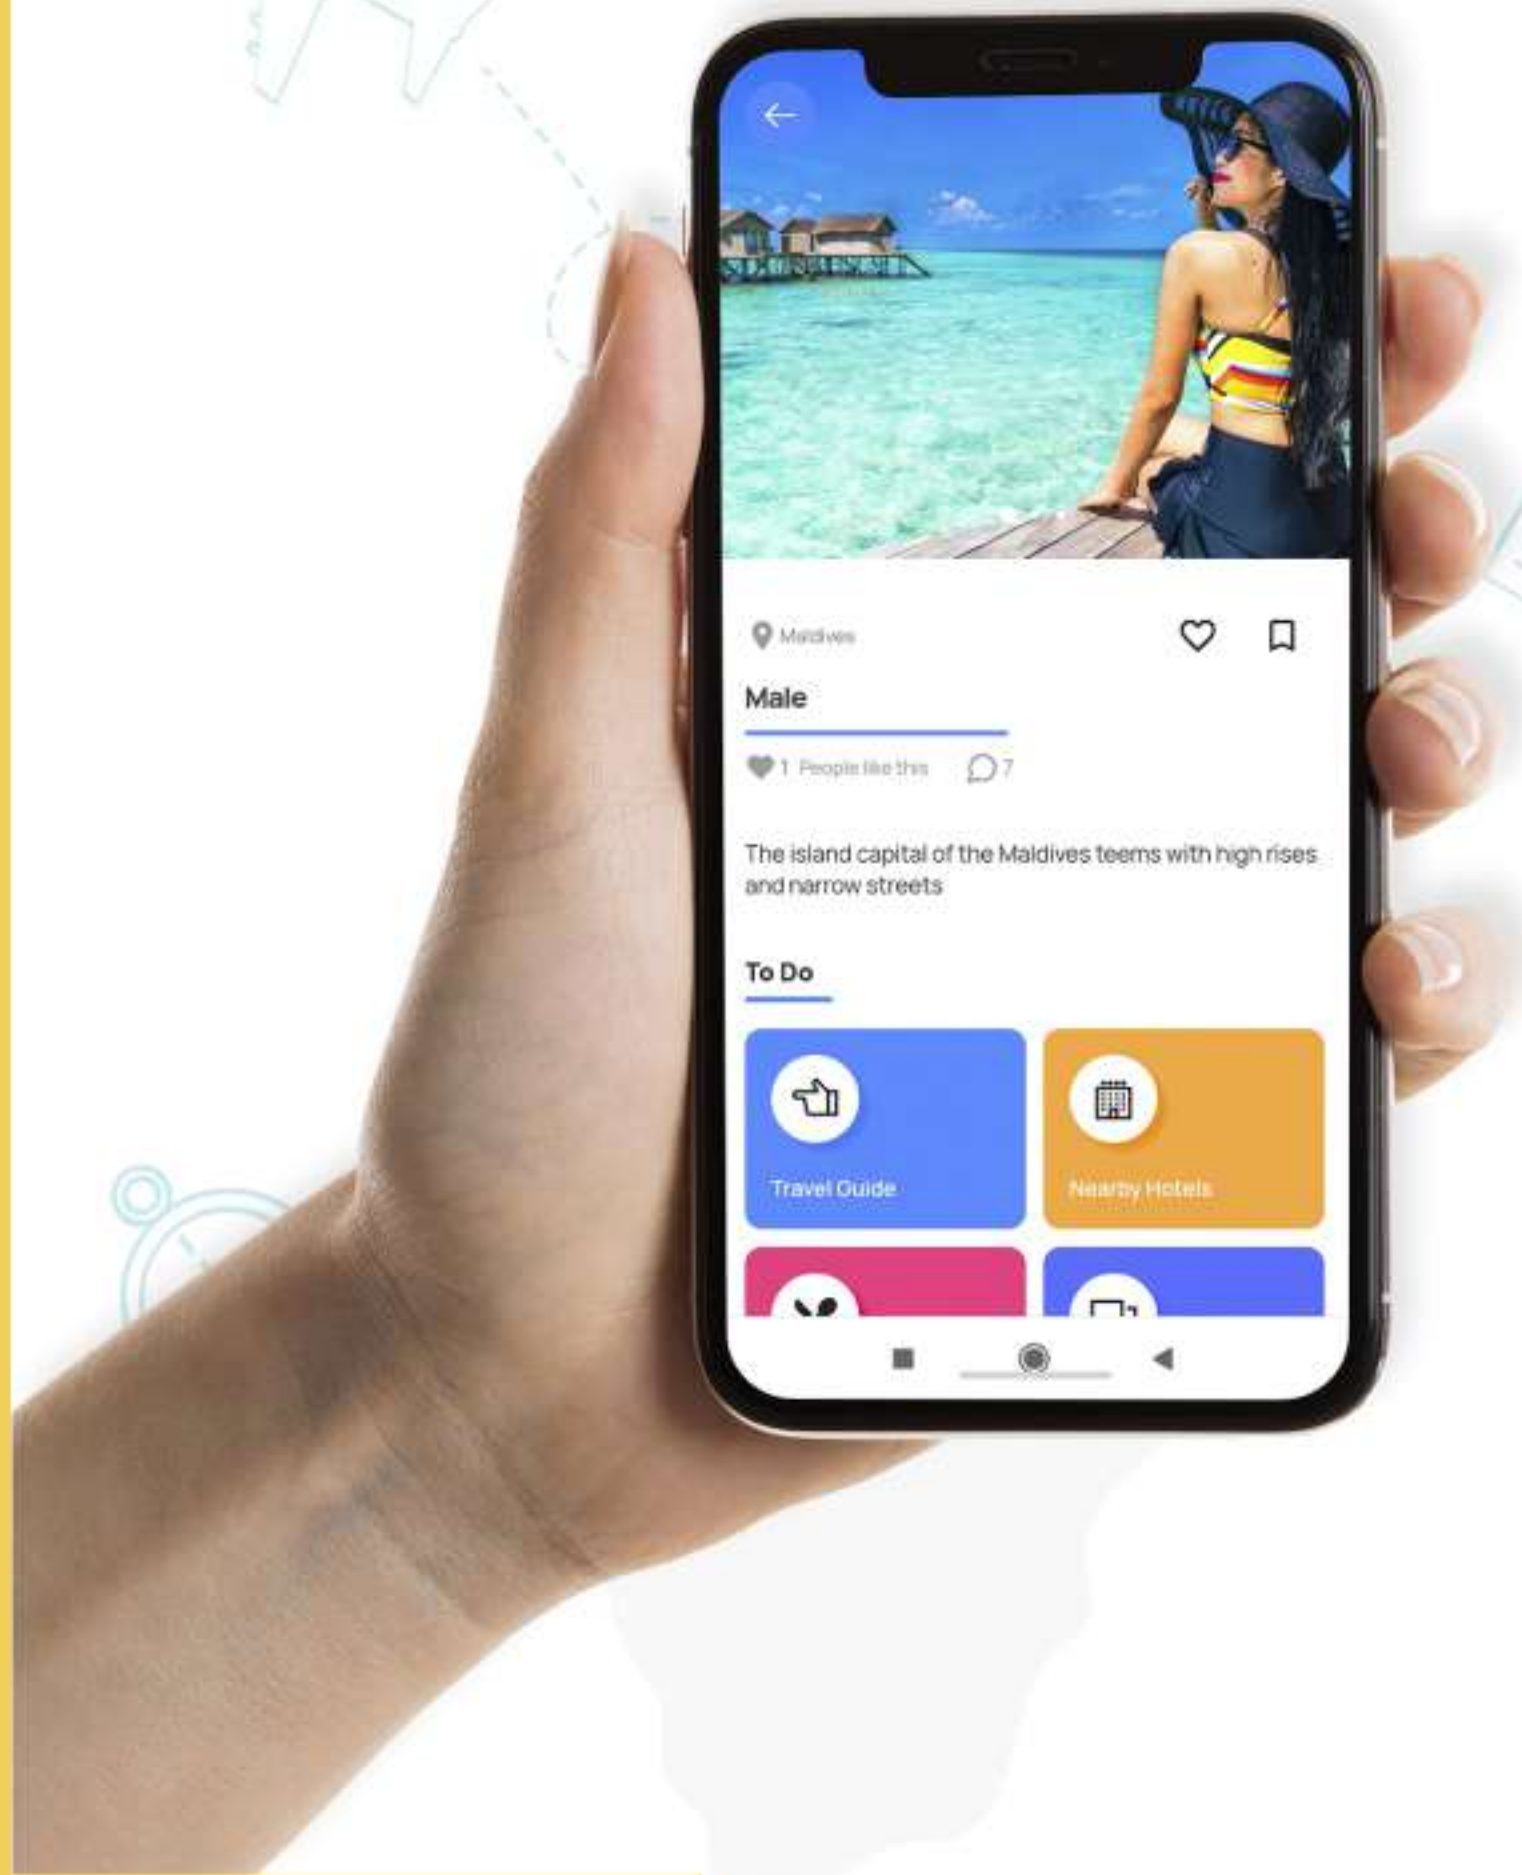 Maldives
Male
1 People like this 7
The island capital of the Maldives teems with high rises
and narrow streets
To Do
Travel Guide Nearby Hotels